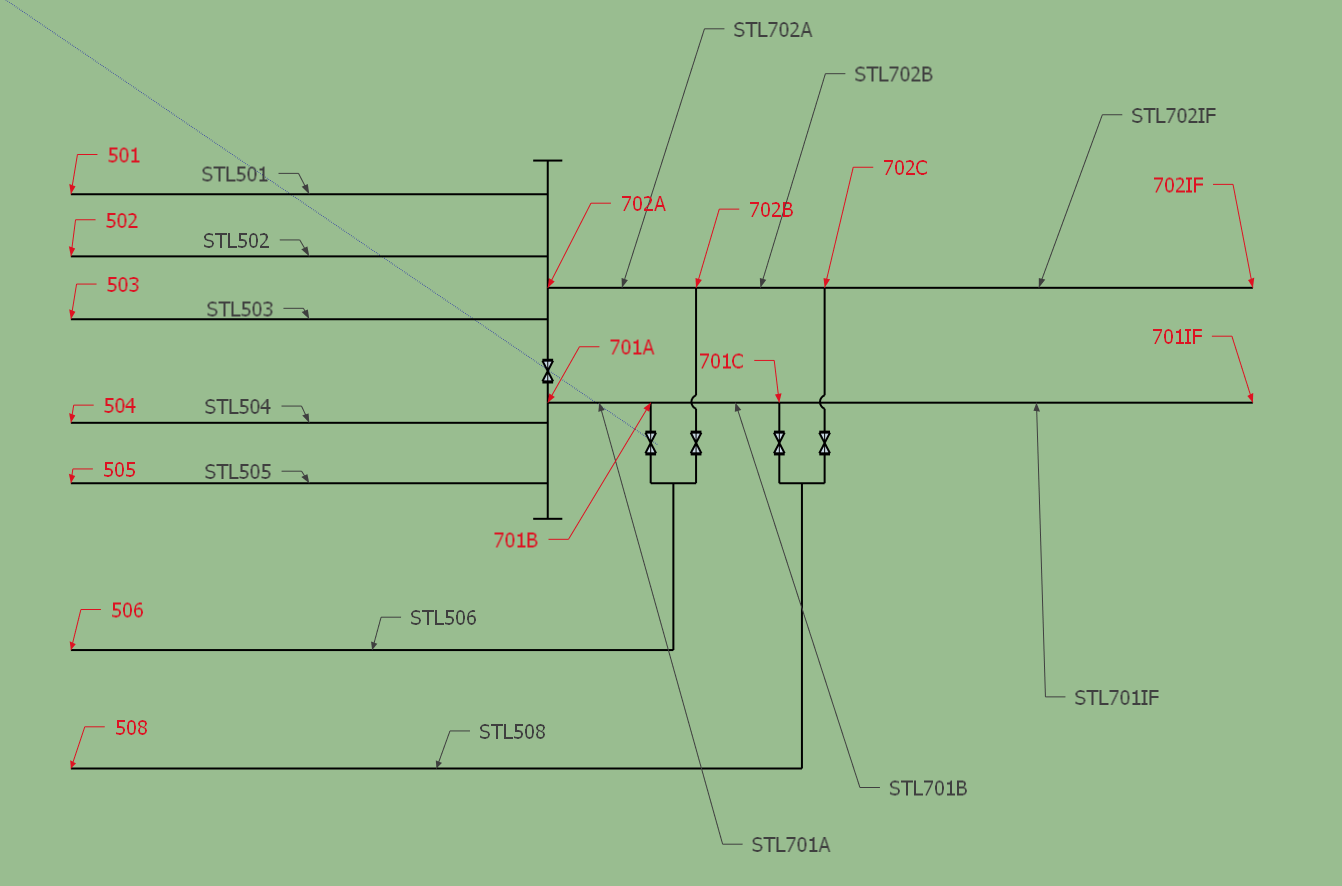 STL702A
STL702B
STL702IF
501
STL501
702C
702IF
702A
702B
502
STL502
503
STL503
701IF
701A
701C
504
STL504
505
STL505
701B
506
STL506
STL701IF
508
STL508
STL701B
STL701A